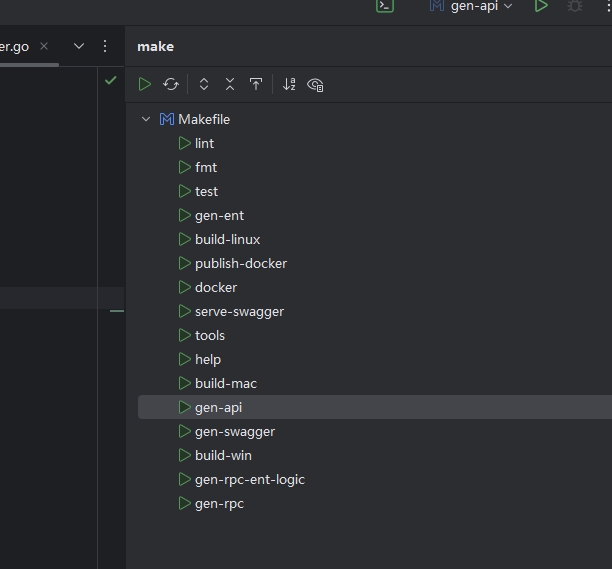 gen-api
er.go
make
Makefile
lint
fmt
test
gen-ent
build-linux
publish-docker
docker
serve-swagger
tools
help
build-mac
gen-api
gen-swagger
build-win
gen-rpc-ent-logic
gen-rpc